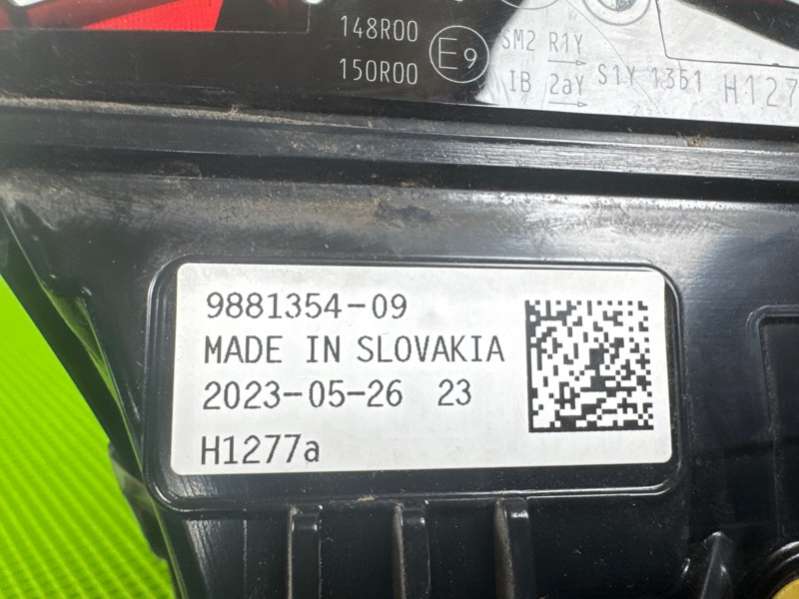 148R00
150R00
E9
SM2 R1Y
IB 2aY
S1Y 1351
H127
9881354-09
MADE IN SLOVAKIA
2023-05-26 23
H1277a